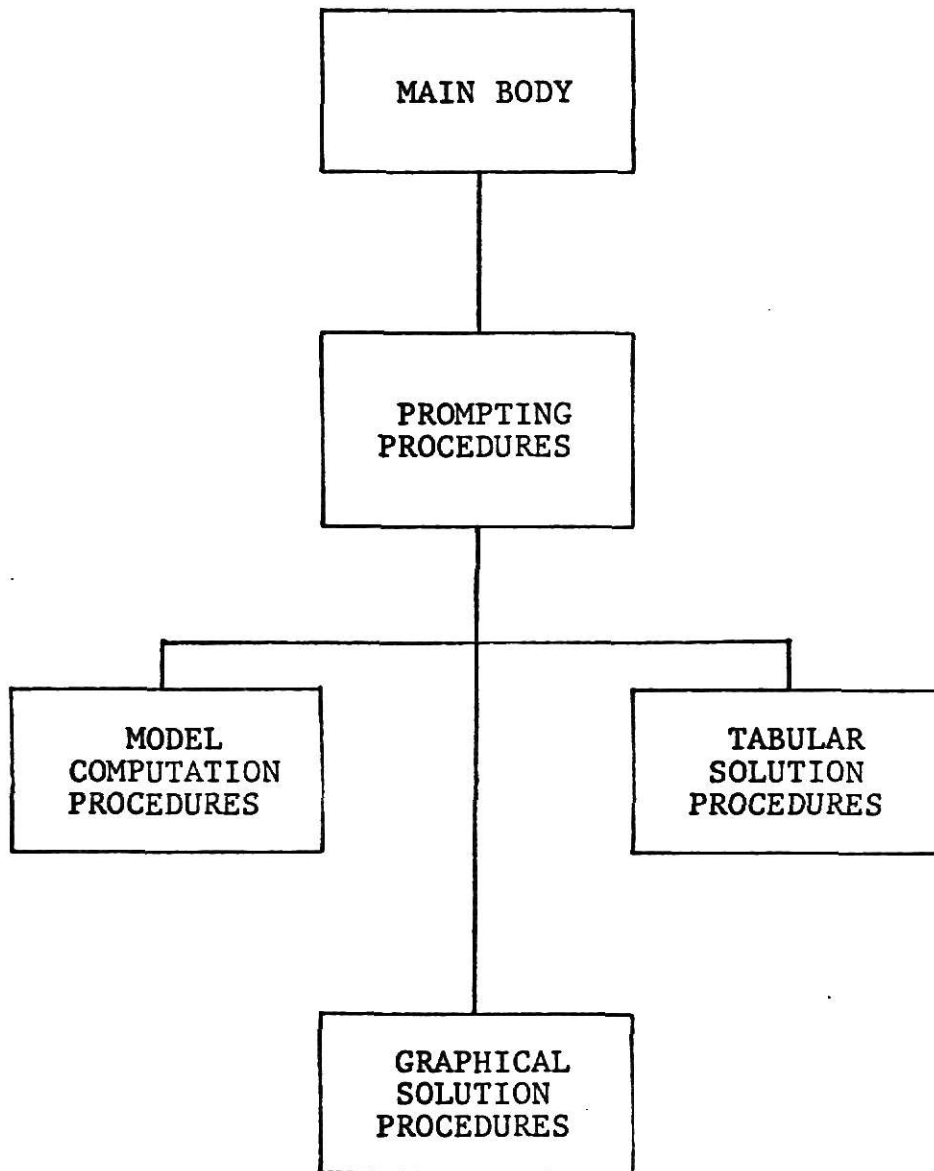 MAIN BODY
PROMPTING
PROCEDURES
MODEL
COMPUTATION
PROCEDURES
TABULAR
SOLUTION
PROCEDURES
GRAPHICAL
SOLUTION
PROCEDURES